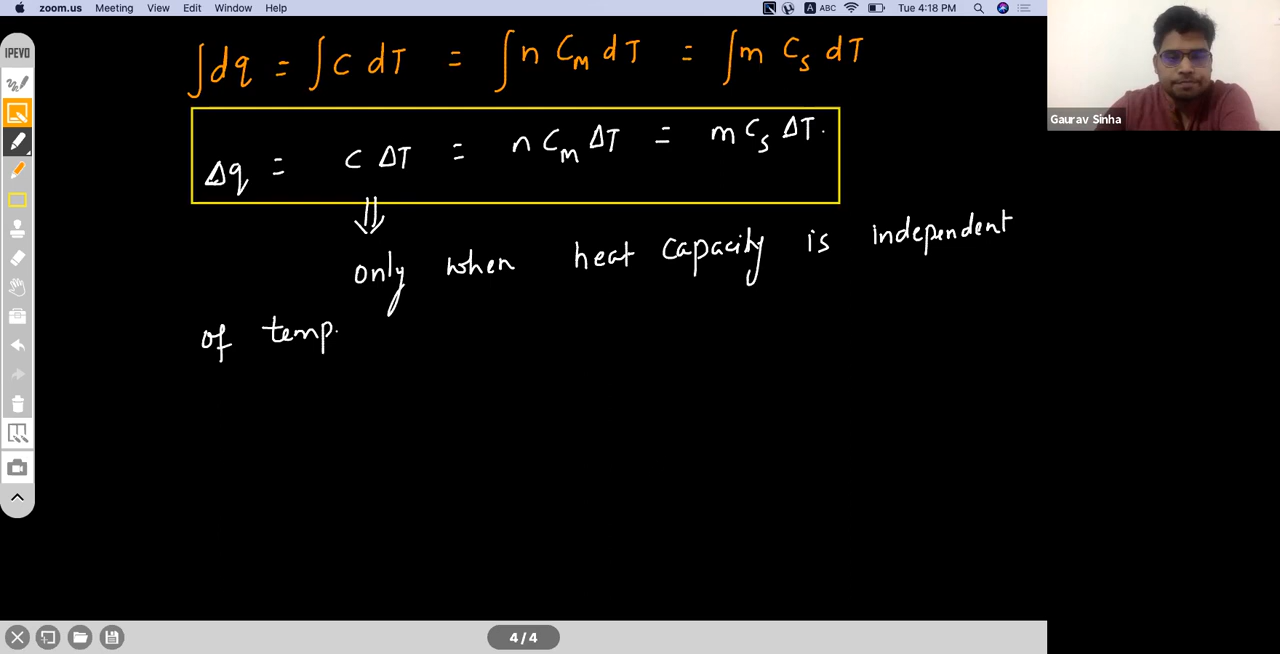 zoom.us Meeting View Edit Window Help A ABC Tue 4:18 PM
IPEVO
∫dq = ∫C dT = ∫n C_M dT = ∫m C_s dT
Δq = C ΔT = n C_M ΔT = m C_s ΔT.
⇓
only when heat capacity is independent
of temp.
Gaurav Sinha
4/4